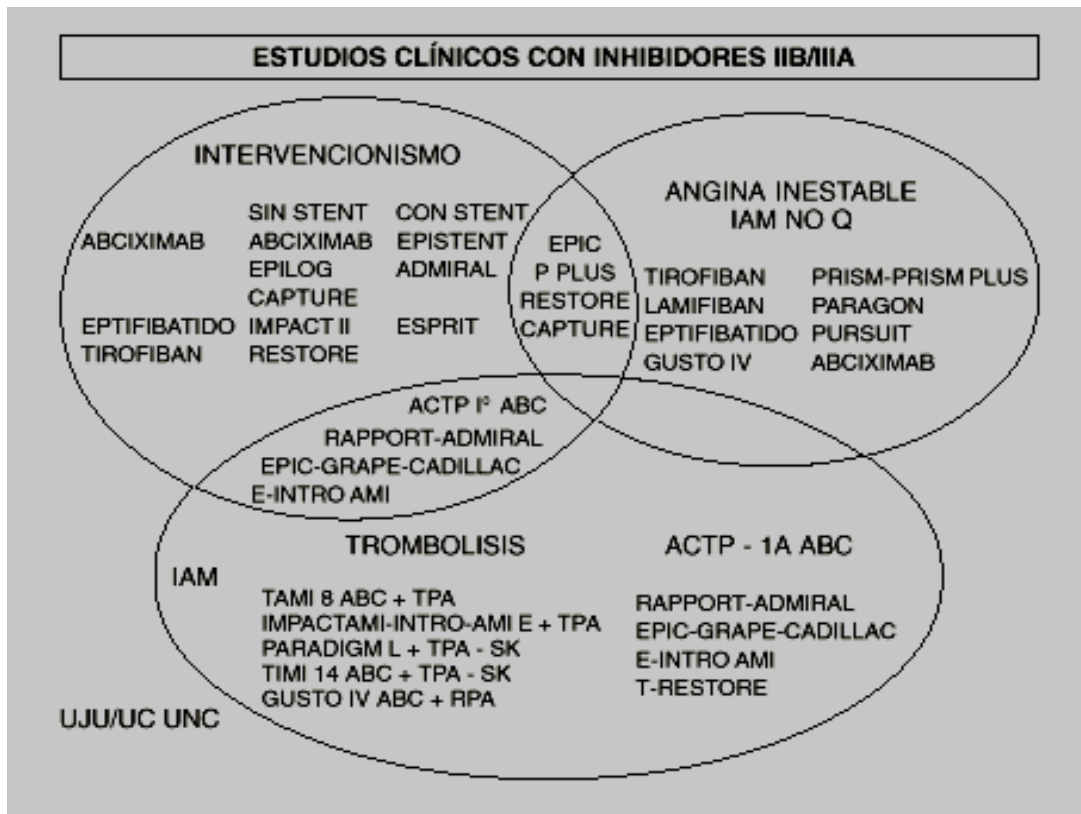 ESTUDIOS CLÍNICOS CON INHIBIDORES IIB/IIIA
INTERVENCIONISMO
SIN STENT CON STENT
ABCIXIMAB ABCIXIMAB EPISTENT
EPILOG ADMIRAL
CAPTURE
EPTIFIBATIDO IMPACT II ESPRIT
TIROFIBAN RESTORE
EPIC
P PLUS
RESTORE
CAPTURE
ANGINA INESTABLE
IAM NO Q
TIROFIBAN PRISM-PRISM PLUS
LAMIFIBAN PARAGON
EPTIFIBATIDO PURSUIT
GUSTO IV ABCIXIMAB
ACTP Iº ABC
RAPPORT-ADMIRAL
EPIC-GRAPE-CADILLAC
E-INTRO AMI
IAM
TROMBOLISIS
TAMI 8 ABC + TPA
IMPACTAMI-INTRO-AMI E + TPA
PARADIGM L + TPA - SK
TIMI 14 ABC + TPA - SK
GUSTO IV ABC + RPA
ACTP - 1A ABC
RAPPORT-ADMIRAL
EPIC-GRAPE-CADILLAC
E-INTRO AMI
T-RESTORE
UJU/UC UNC